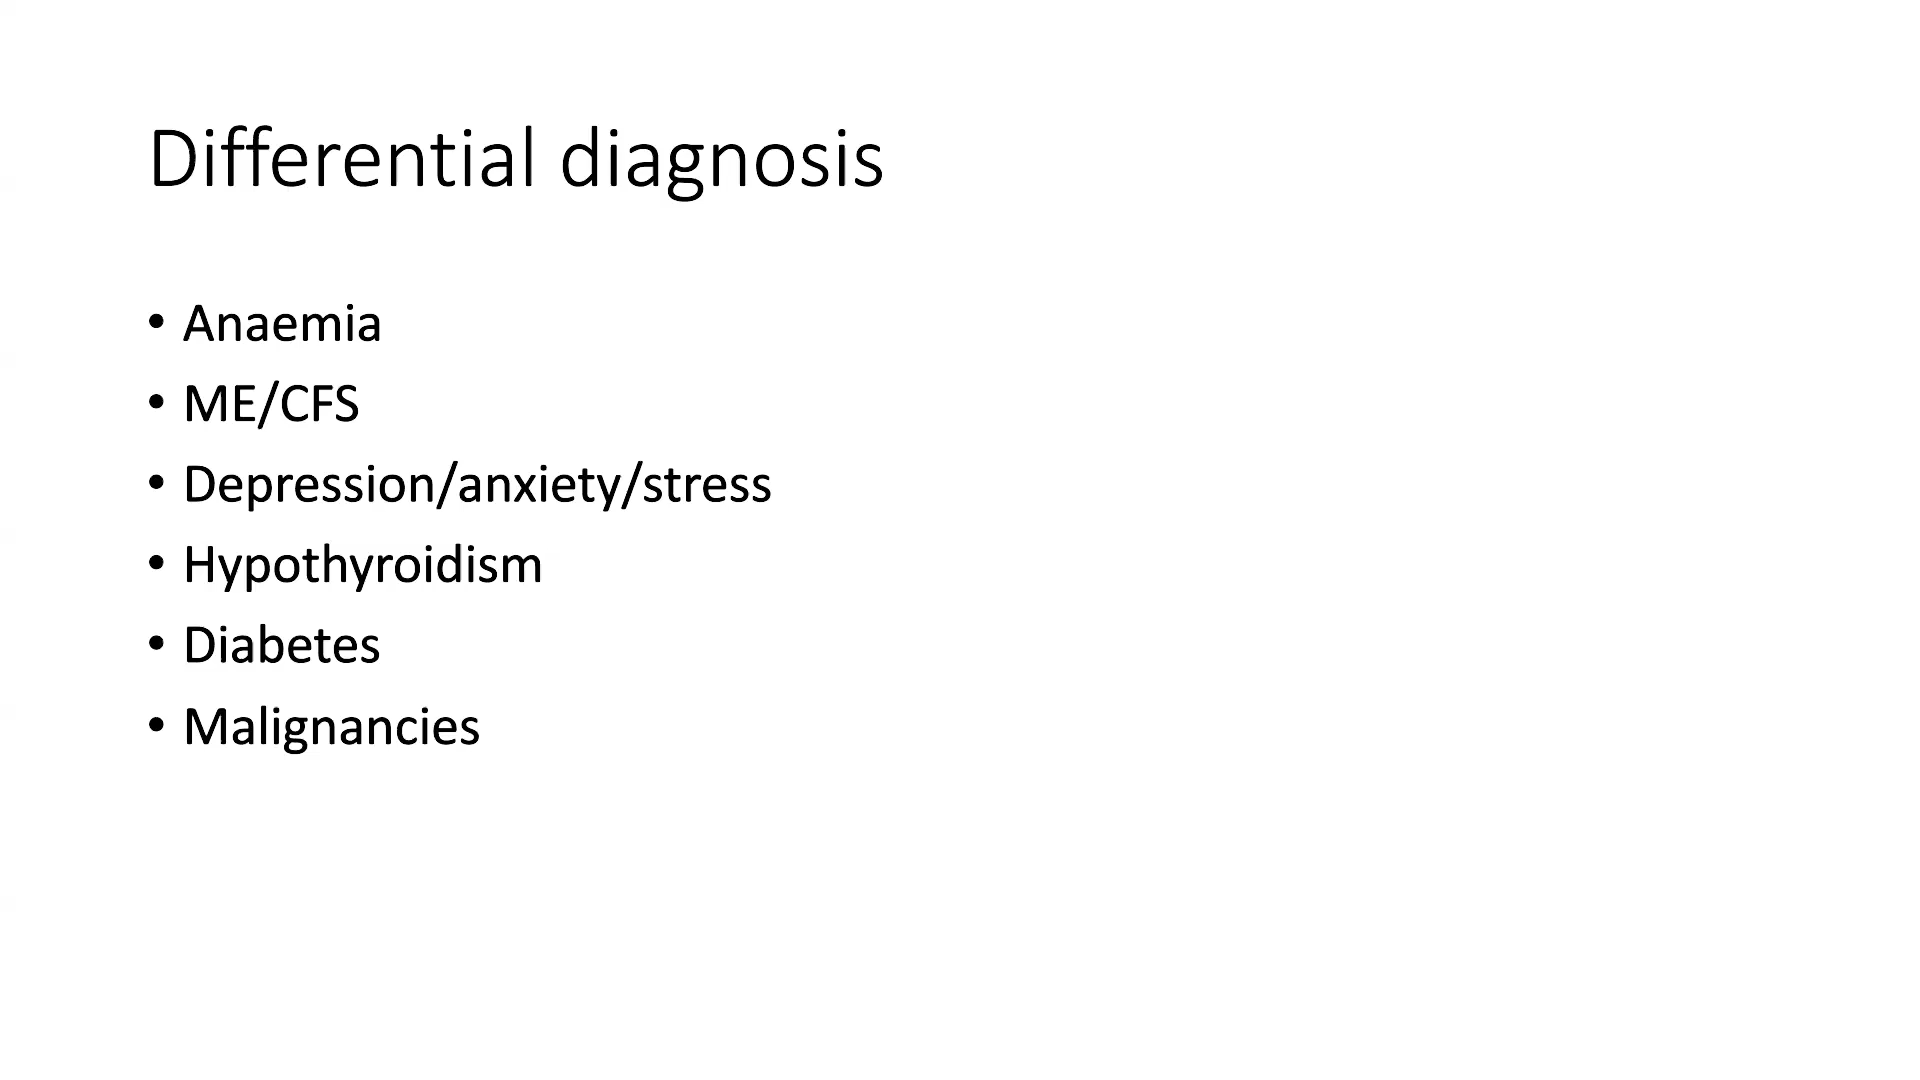 Differential diagnosis
• Anaemia
• ME/CFS
• Depression/anxiety/stress
• Hypothyroidism
• Diabetes
• Malignancies